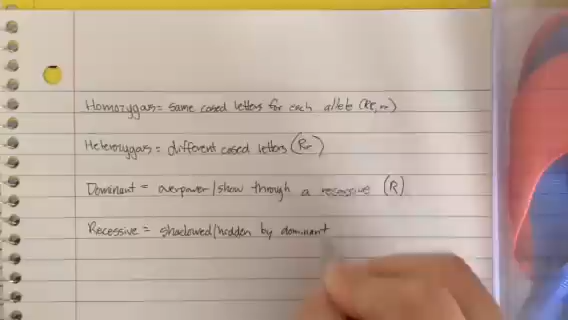 Homozygous = same cased letters for each allele (RR, rr)
Heterozygous = different cased letters (Rr)
Dominant = overpower/show through a recessive (R)
Recessive = shadowed/hidden by dominant